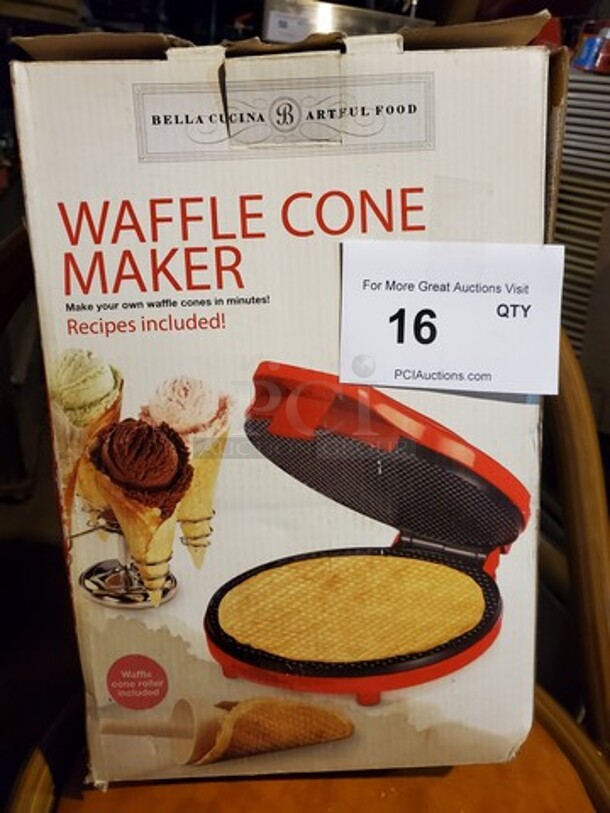 BELLA CUCINA B ARTFUL FOOD
WAFFLE CONE
MAKER
Make your own waffle cones in minutes!
Recipes included!
For More Great Auctions Visit
16 QTY
PCIAuctions.com
PCI
Waffle
cone roller
included